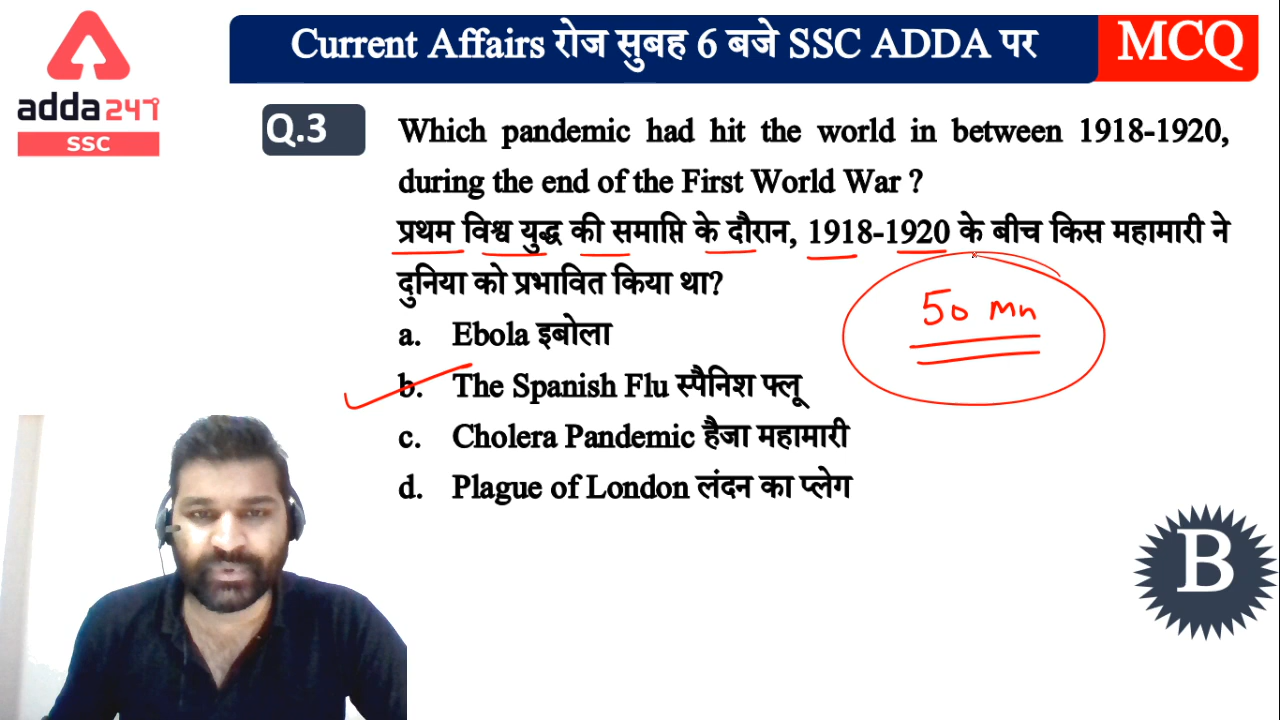 adda247
SSC
Current Affairs रोज सुबह 6 बजे SSC ADDA पर
MCQ
Q.3
Which pandemic had hit the world in between 1918-1920,
during the end of the First World War ?
प्रथम विश्व युद्ध की समाप्ति के दौरान, 1918-1920 के बीच किस महामारी ने
दुनिया को प्रभावित किया था?
50 Mn
a. Ebola इबोला
b. The Spanish Flu स्पैनिश फ्लू
c. Cholera Pandemic हैजा महामारी
d. Plague of London लंदन का प्लेग
B